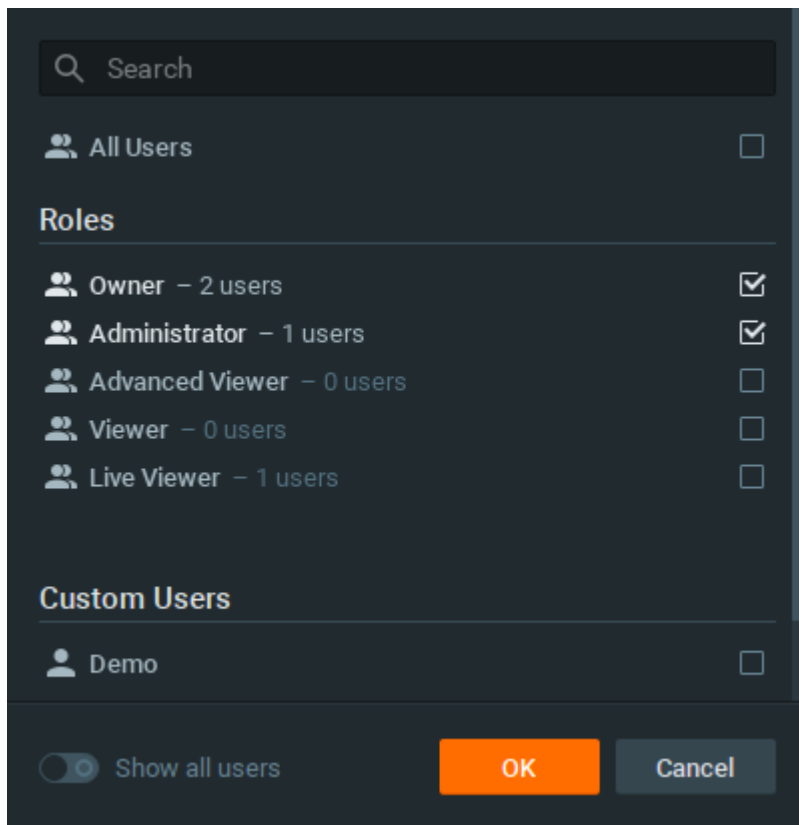 Search
All Users
Roles
Owner – 2 users
Administrator – 1 users
Advanced Viewer – 0 users
Viewer – 0 users
Live Viewer – 1 users
Custom Users
Demo
Show all users
OK
Cancel